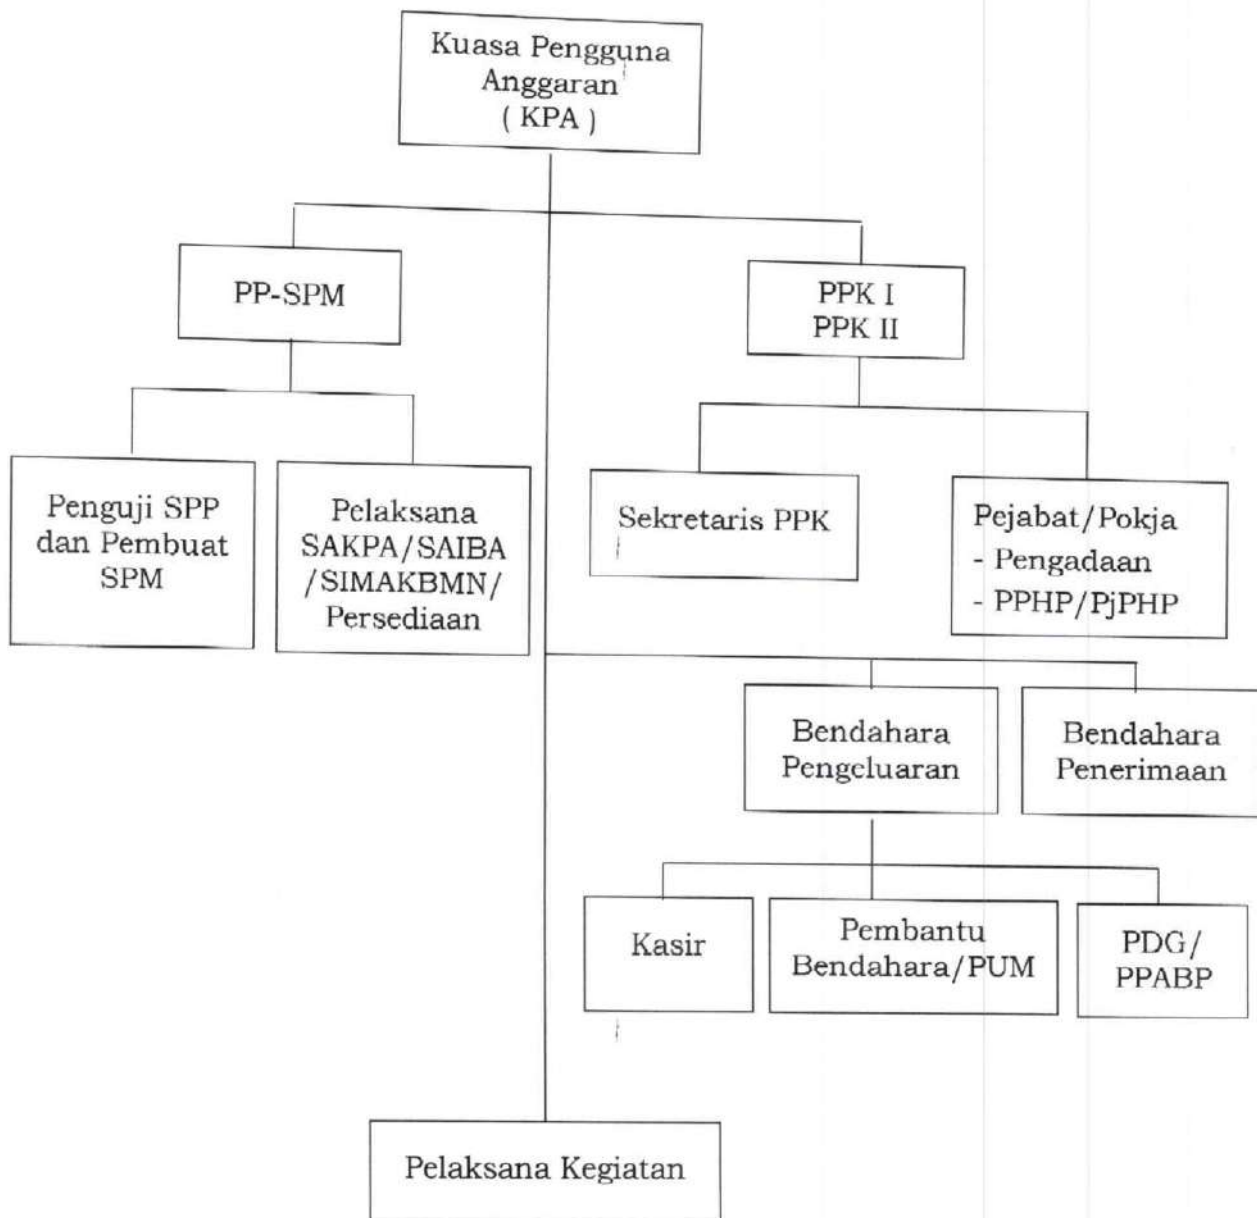 Kuasa Pengguna
Anggaran
( KPA )
PP-SPM
PPK I
PPK II
Penguji SPP
dan Pembuat
SPM
Pelaksana
SAKPA/SAIBA
/SIMAKBMN/
Persediaan
Sekretaris PPK
Pejabat/Pokja
- Pengadaan
- PPHP/PjPHP
Bendahara
Pengeluaran
Bendahara
Penerimaan
Kasir
Pembantu
Bendahara/PUM
PDG/
PPABP
Pelaksana Kegiatan